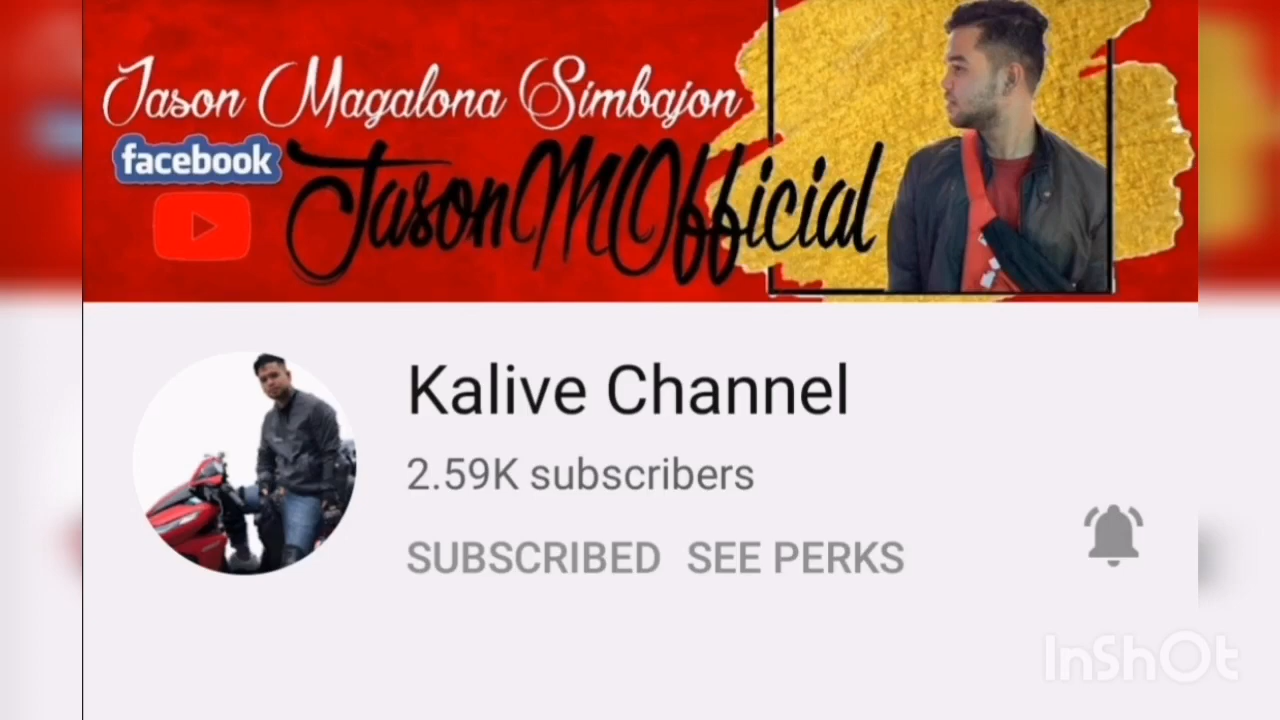 Jason Magalona Simbajon
facebook
JasonMOfficial
Kalive Channel
2.59K subscribers
SUBSCRIBED SEE PERKS
InShOt